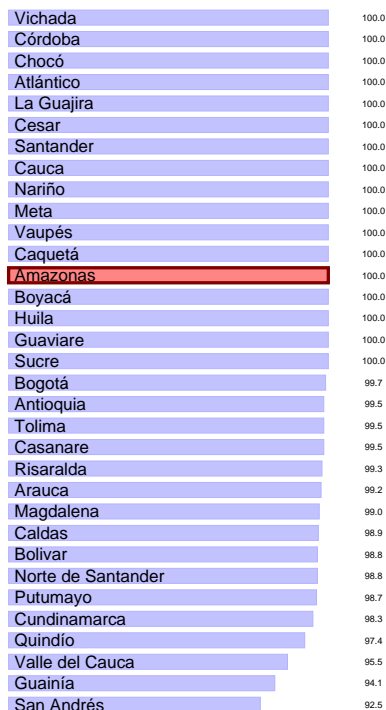 Vichada 100.0
Córdoba 100.0
Chocó 100.0
Atlántico 100.0
La Guajira 100.0
Cesar 100.0
Santander 100.0
Cauca 100.0
Nariño 100.0
Meta 100.0
Vaupés 100.0
Caquetá 100.0
Amazonas 100.0
Boyacá 100.0
Huila 100.0
Guaviare 100.0
Sucre 100.0
Bogotá 99.7
Antioquia 99.5
Tolima 99.5
Casanare 99.5
Risaralda 99.3
Arauca 99.2
Magdalena 99.0
Caldas 98.9
Bolivar 98.8
Norte de Santander 98.8
Putumayo 98.7
Cundinamarca 98.3
Quindío 97.4
Valle del Cauca 95.5
Guainía 94.1
San Andrés 92.5